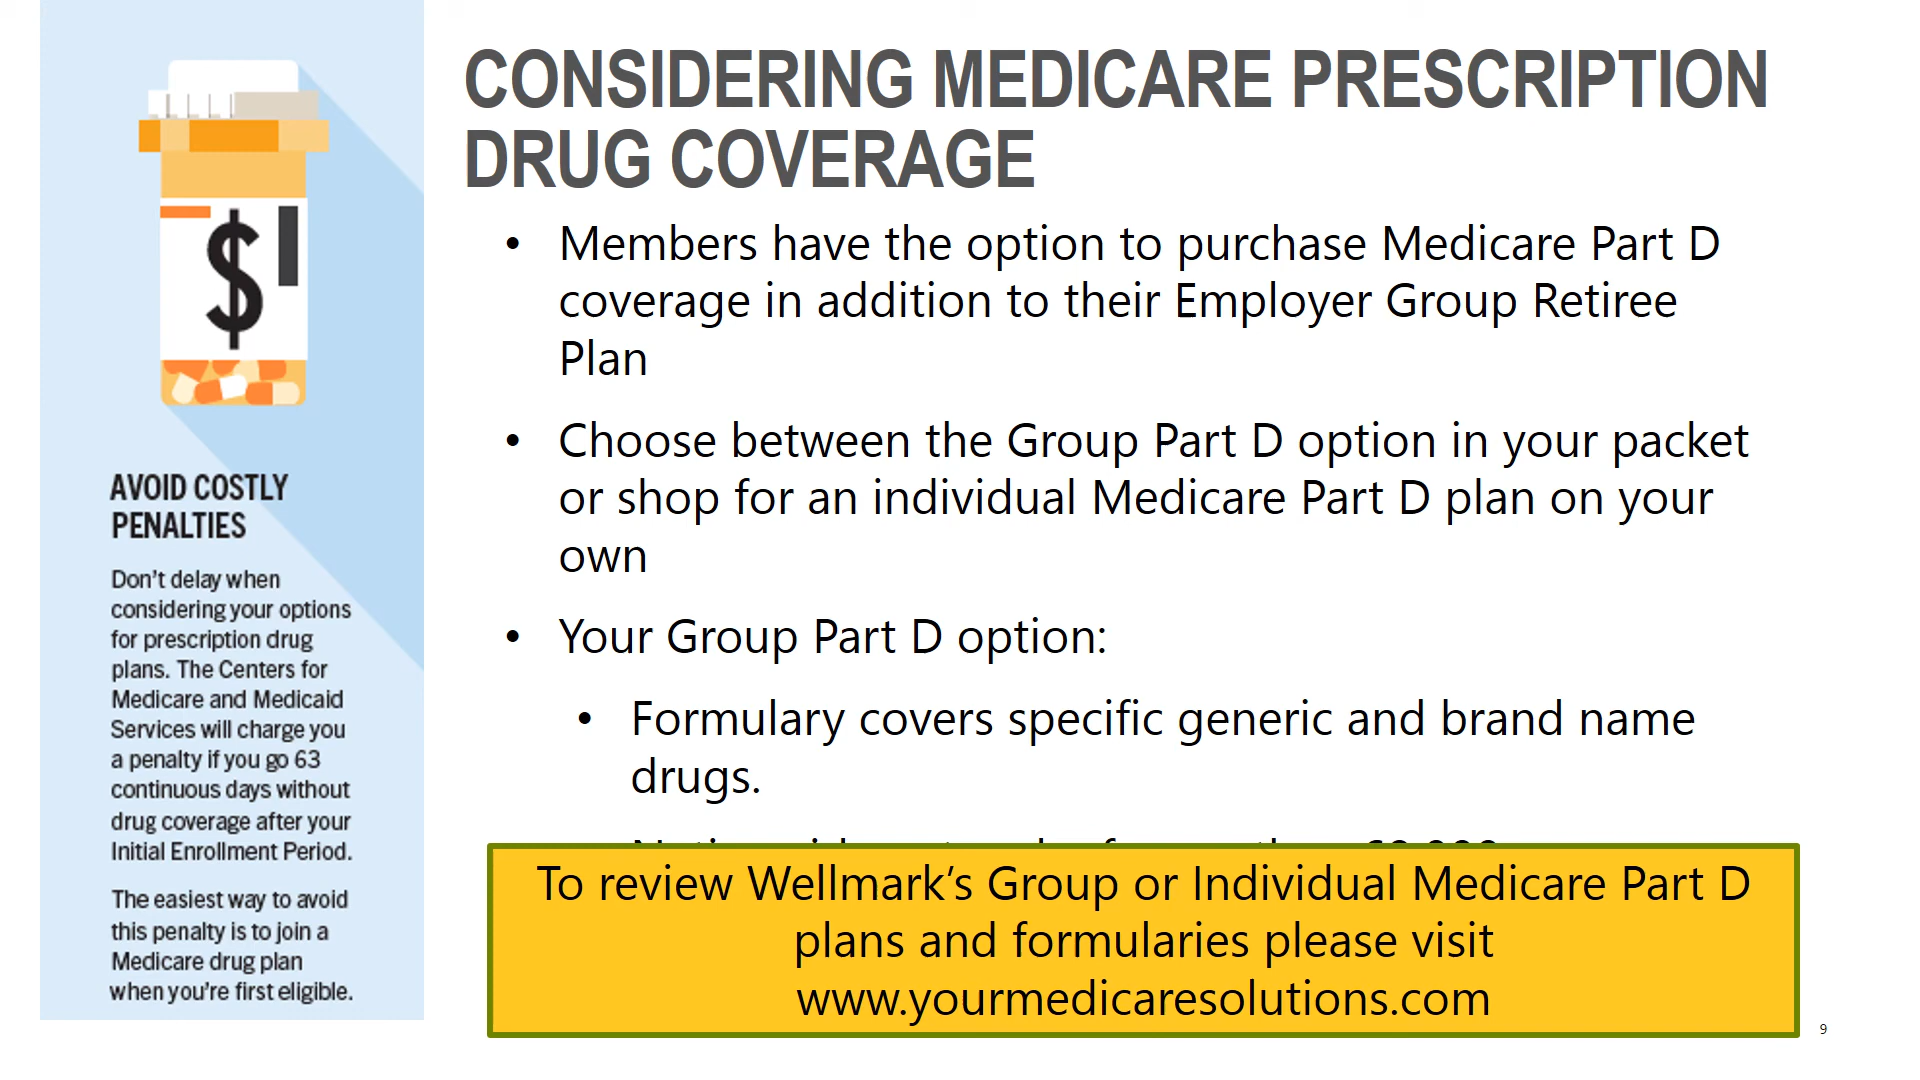 CONSIDERING MEDICARE PRESCRIPTION
DRUG COVERAGE
• Members have the option to purchase Medicare Part D
coverage in addition to their Employer Group Retiree
Plan
• Choose between the Group Part D option in your packet
or shop for an individual Medicare Part D plan on your
own
• Your Group Part D option:
• Formulary covers specific generic and brand name
drugs.
To review Wellmark’s Group or Individual Medicare Part D
plans and formularies please visit
www.yourmedicaresolutions.com
$
AVOID COSTLY
PENALTIES
Don’t delay when
considering your options
for prescription drug
plans. The Centers for
Medicare and Medicaid
Services will charge you
a penalty if you go 63
continuous days without
drug coverage after your
Initial Enrollment Period.
The easiest way to avoid
this penalty is to join a
Medicare drug plan
when you’re first eligible.
9